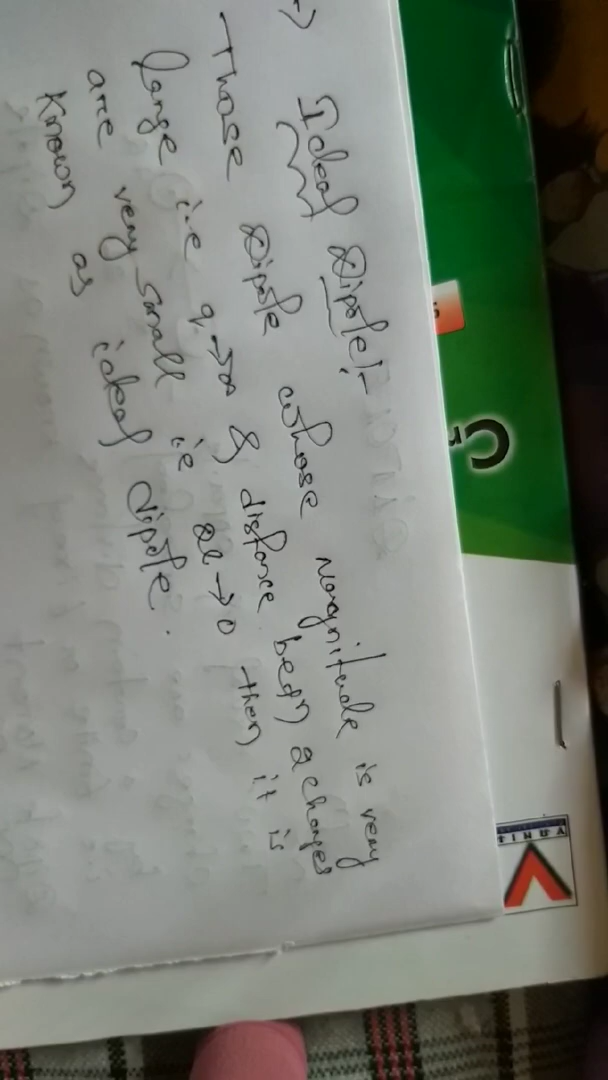 → Ideal Dipole:-
Those Dipole whose magnitude is very
large i.e q→∞ & distance betn 2 charges
are very small ie 2l→0 then it is
known as ideal dipole.